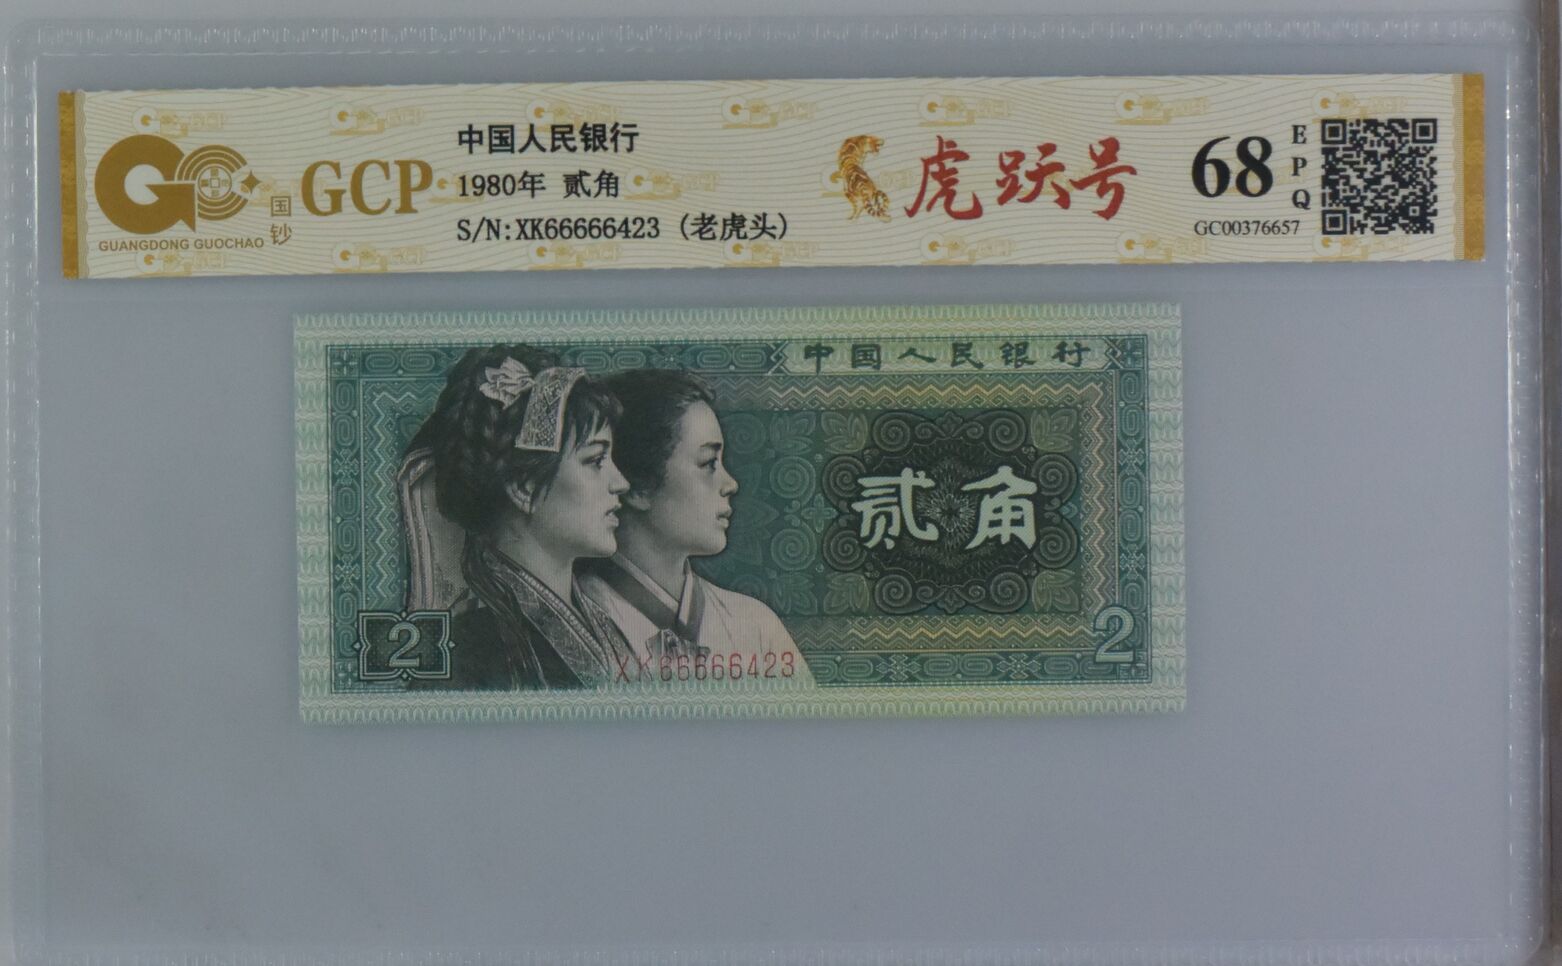 GUANGDONG GUOCHAO
国钞
GCP
中国人民银行
1980年 贰角
S/N:XK66666423 (老虎头)
虎跃号
68
EPQ
GC00376657
中国人民银行
贰角
2
2
XK66666423